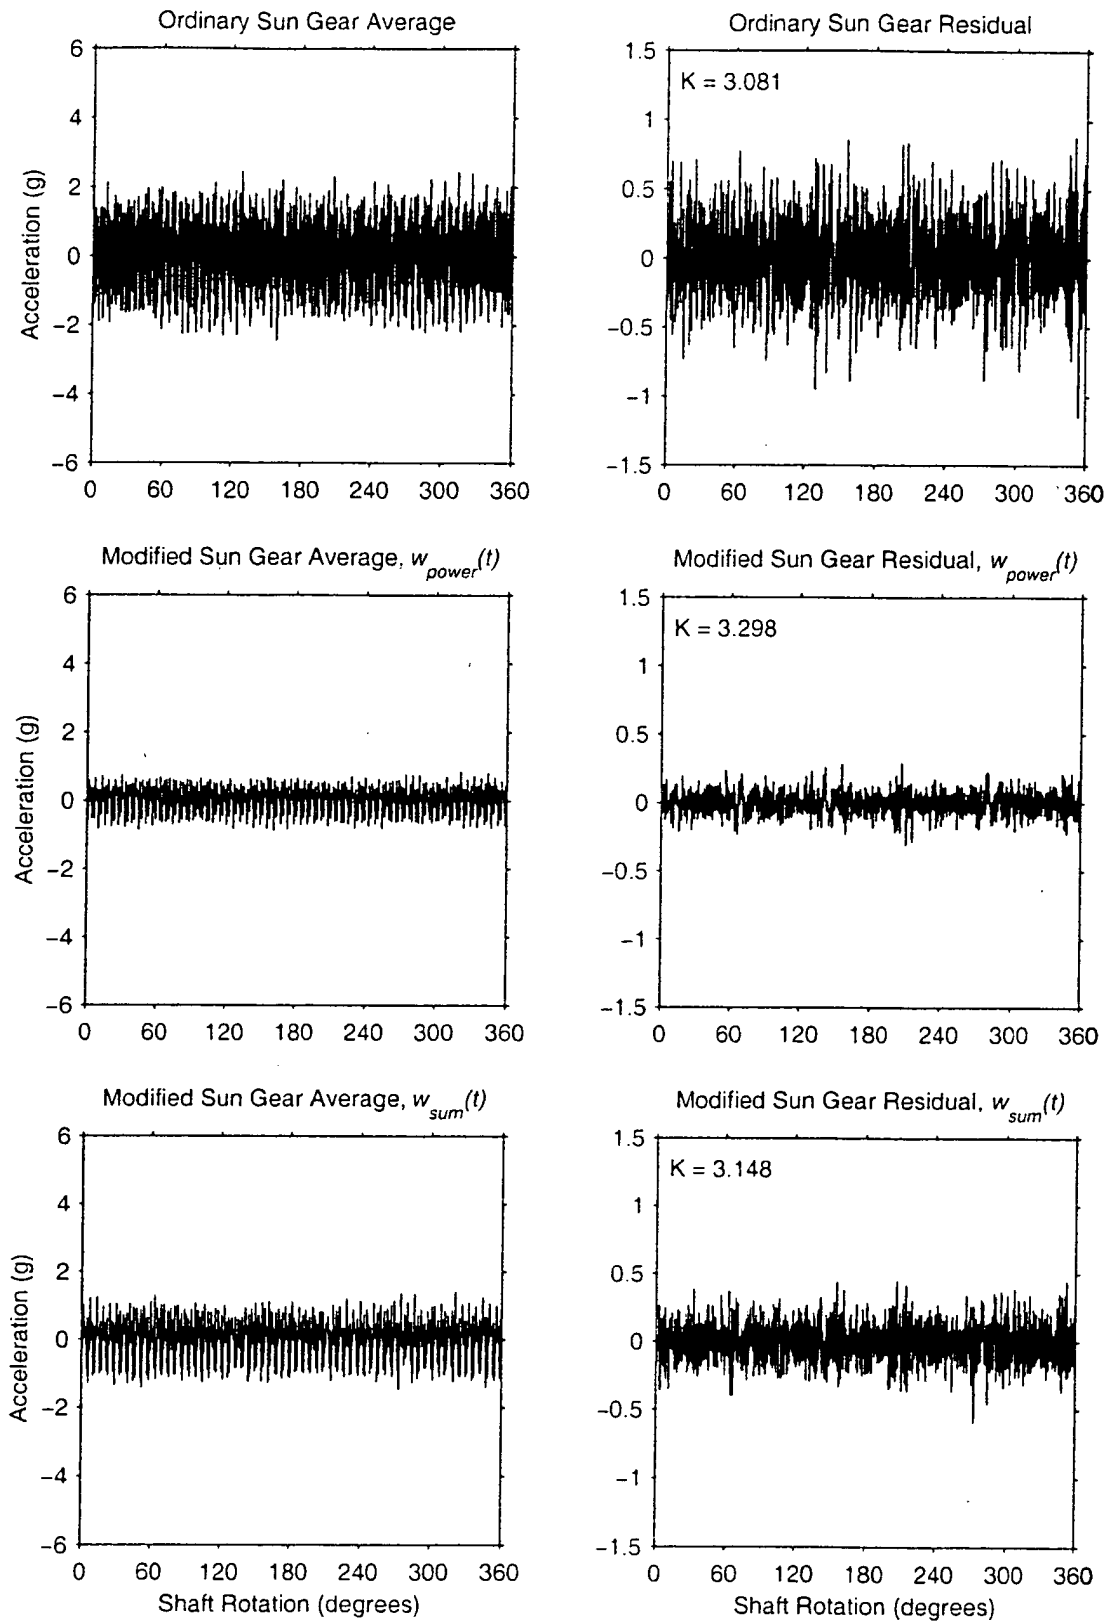 Ordinary Sun Gear Average
Ordinary Sun Gear Residual
6
4
2
0
−2
−4
−6
Acceleration (g)
0 60 120 180 240 300 360
K = 3.081
1.5
1
0.5
0
−0.5
−1
−1.5
0 60 120 180 240 300 360
Modified Sun Gear Average, w_power(t)
Modified Sun Gear Residual, w_power(t)
6
4
2
0
−2
−4
−6
Acceleration (g)
0 60 120 180 240 300 360
K = 3.298
1.5
1
0.5
0
−0.5
−1
−1.5
0 60 120 180 240 300 360
Modified Sun Gear Average, w_sum(t)
Modified Sun Gear Residual, w_sum(t)
6
4
2
0
−2
−4
−6
Acceleration (g)
0 60 120 180 240 300 360
Shaft Rotation (degrees)
K = 3.148
1.5
1
0.5
0
−0.5
−1
−1.5
0 60 120 180 240 300 360
Shaft Rotation (degrees)